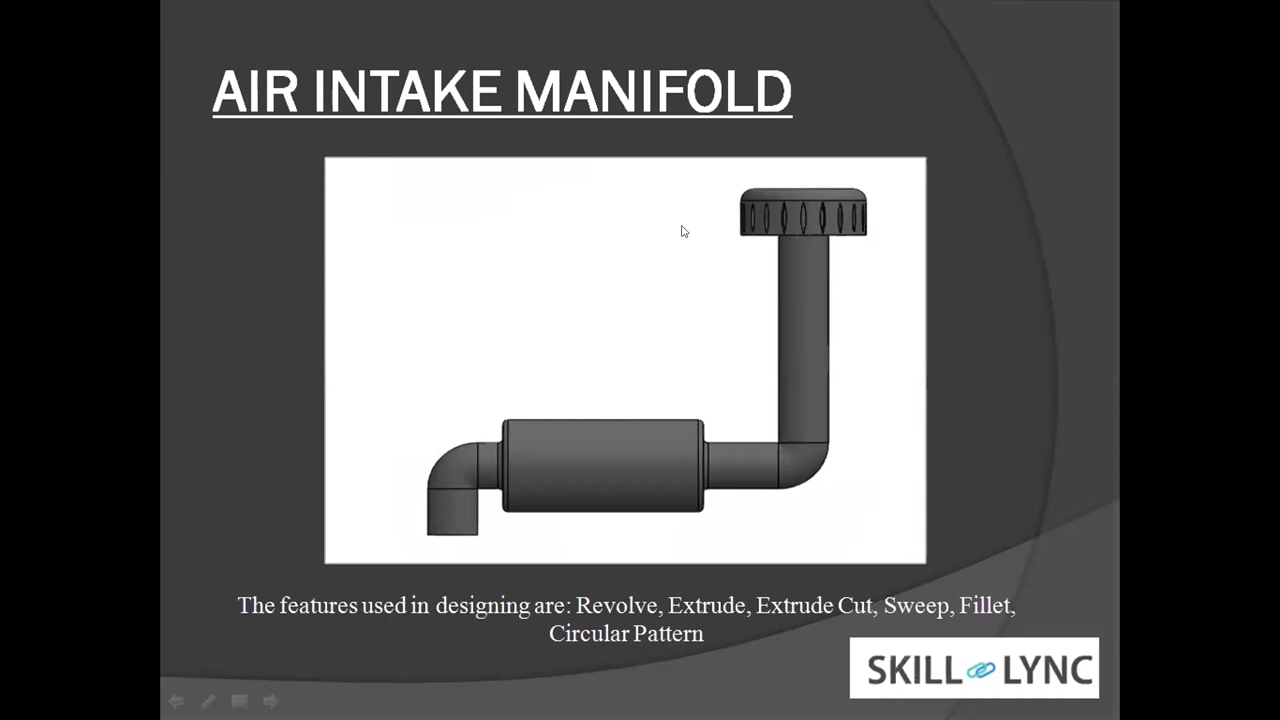 AIR INTAKE MANIFOLD
The features used in designing are: Revolve, Extrude, Extrude Cut, Sweep, Fillet,
Circular Pattern
SKILL LYNC